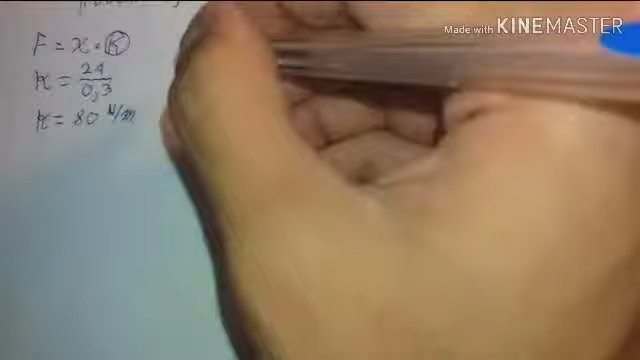 Made with KINEMASTER
F = x . K
K = 24/0,3
K = 80 N/m